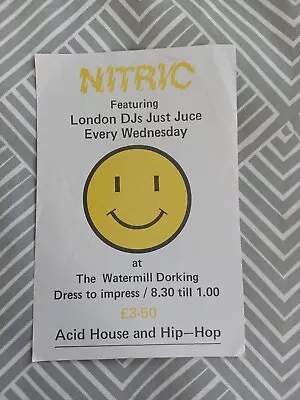 NITRIC
Featuring
London DJs Just Juce
Every Wednesday
at
The Watermill Dorking
Dress to impress / 8.30 till 1.00
£3·50
Acid House and Hip—Hop